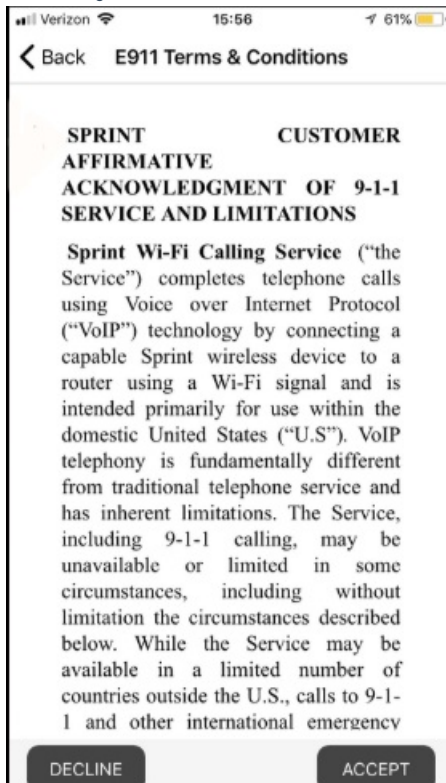 Verizon 15:56 61%
Back E911 Terms & Conditions
SPRINT CUSTOMER
AFFIRMATIVE
ACKNOWLEDGMENT OF 9-1-1
SERVICE AND LIMITATIONS
Sprint Wi-Fi Calling Service (“the
Service”) completes telephone calls
using Voice over Internet Protocol
(“VoIP”) technology by connecting a
capable Sprint wireless device to a
router using a Wi-Fi signal and is
intended primarily for use within the
domestic United States (“U.S”). VoIP
telephony is fundamentally different
from traditional telephone service and
has inherent limitations. The Service,
including 9-1-1 calling, may be
unavailable or limited in some
circumstances, including without
limitation the circumstances described
below. While the Service may be
available in a limited number of
countries outside the U.S., calls to 9-1-
1 and other international emergency
DECLINE ACCEPT